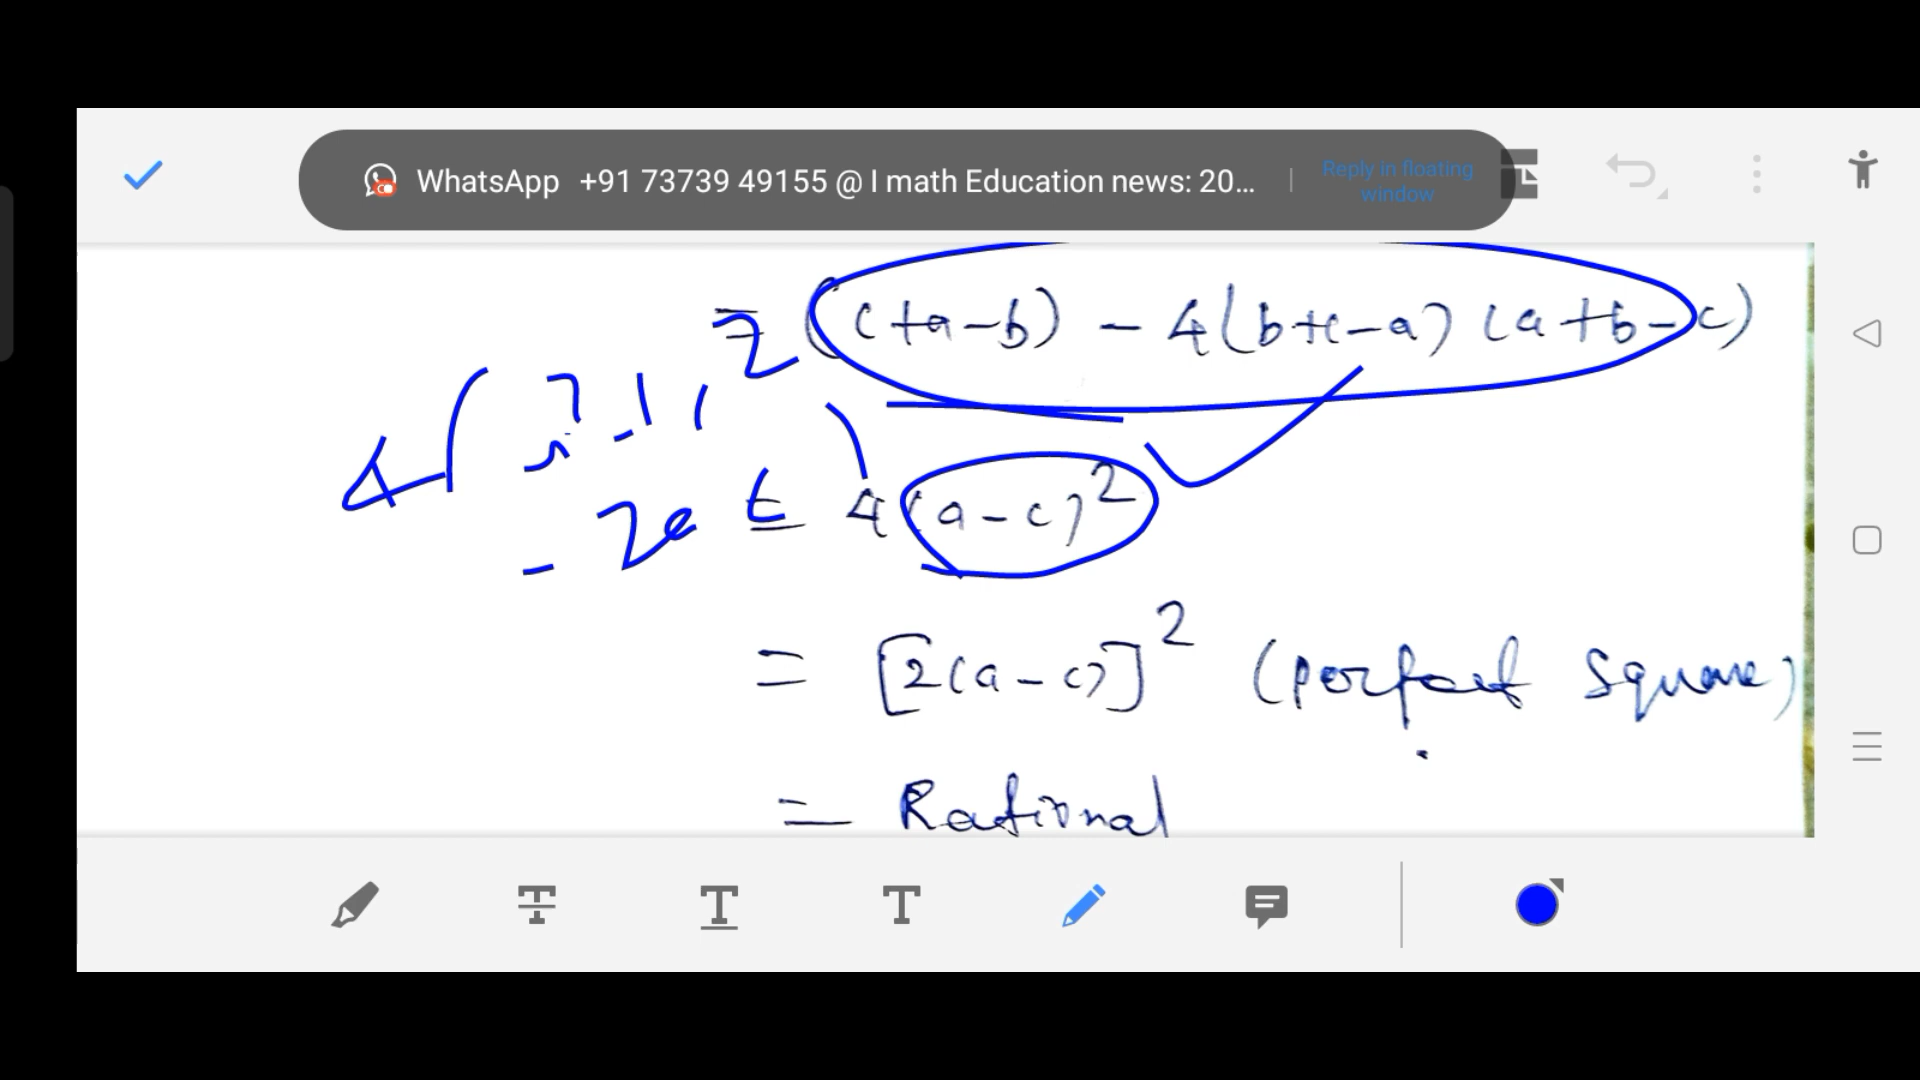 WhatsApp +91 73739 49155 @ I math Education news: 20... Reply in floating window
= (c+a-b) - 4(b+c-a) (a+b-c)
= 4(a-c)²
= [2(a-c)]² (perfect square)
= Rational